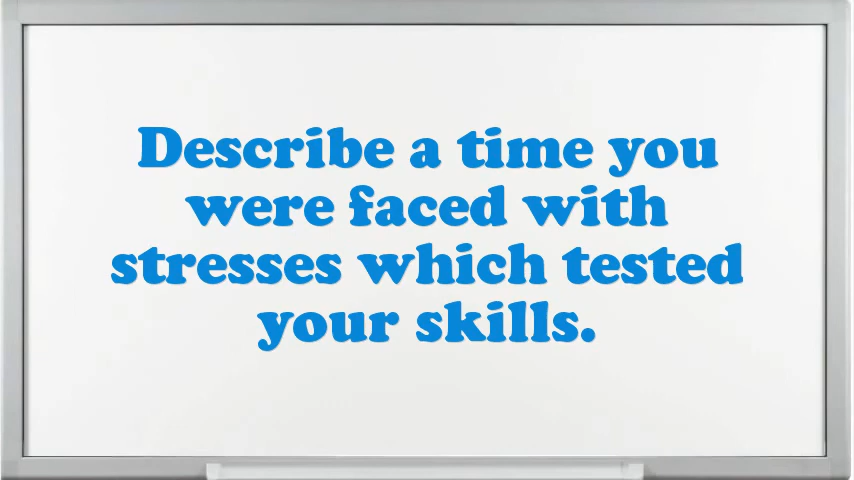 Describe a time you
were faced with
stresses which tested
your skills.